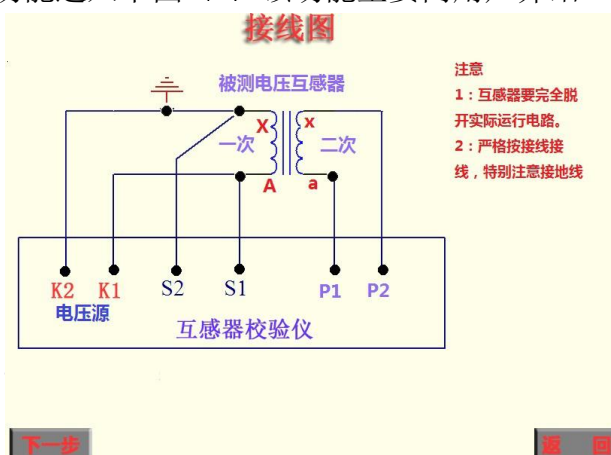 接线图
被测电压互感器
X
x
一次
二次
A
a
注意
1：互感器要完全脱
开实际运行电路。
2：严格按接线接
线，特别注意接地线
K2
K1
S2
S1
P1
P2
电压源
互感器校验仪
下一步
返 回